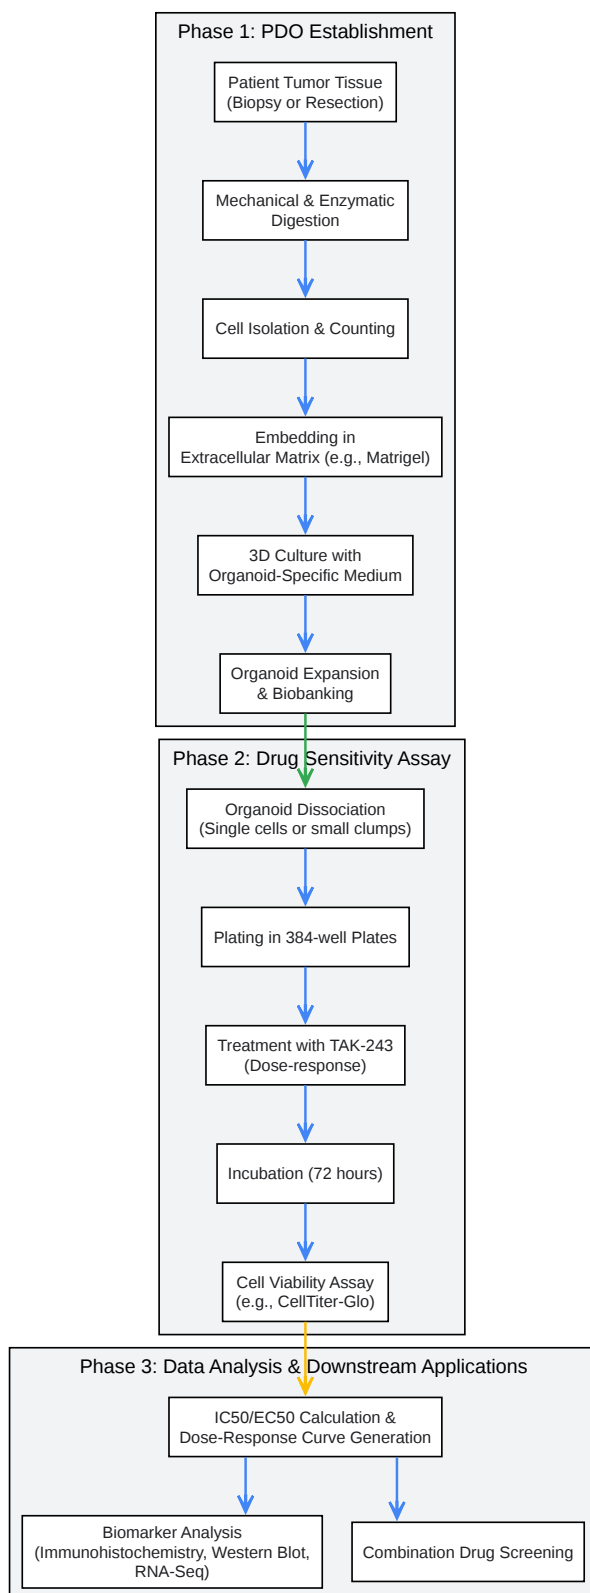 Phase 1: PDO Establishment
Patient Tumor Tissue
(Biopsy or Resection)
Mechanical & Enzymatic
Digestion
Cell Isolation & Counting
Embedding in
Extracellular Matrix (e.g., Matrigel)
3D Culture with
Organoid-Specific Medium
Organoid Expansion
& Biobanking
Phase 2: Drug Sensitivity Assay
Organoid Dissociation
(Single cells or small clumps)
Plating in 384-well Plates
Treatment with TAK-243
(Dose-response)
Incubation (72 hours)
Cell Viability Assay
(e.g., CellTiter-Glo)
Phase 3: Data Analysis & Downstream Applications
IC50/EC50 Calculation &
Dose-Response Curve Generation
Biomarker Analysis
(Immunohistochemistry, Western Blot,
RNA-Seq)
Combination Drug Screening